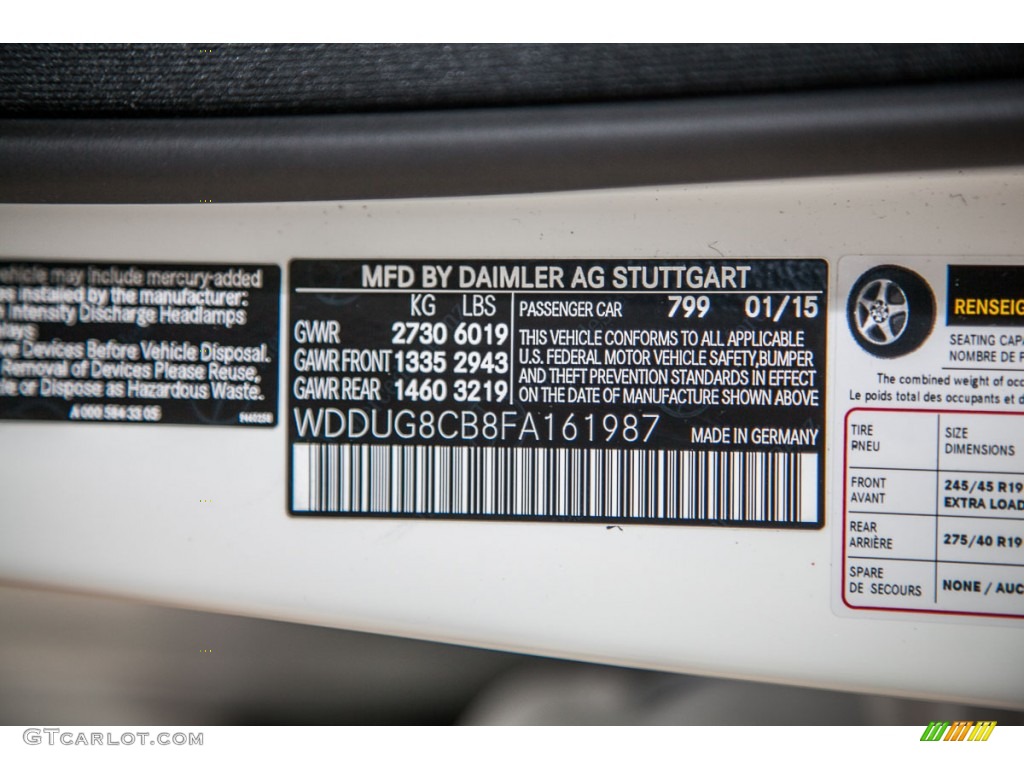 vehicle may include mercury-added
as installed by the manufacturer:
Intensity Discharge Headlamps
Devices Before Vehicle Disposal.
Removal of Devices Please Reuse,
or Dispose as Hazardous Waste.
A 000 584 33 05
MFD BY DAIMLER AG STUTTGART
KG LBS
GVWR 2730 6019
GAWR FRONT 1335 2943
GAWR REAR 1460 3219
PASSENGER CAR 799 01/15
THIS VEHICLE CONFORMS TO ALL APPLICABLE
U.S. FEDERAL MOTOR VEHICLE SAFETY,BUMPER
AND THEFT PREVENTION STANDARDS IN EFFECT
ON THE DATE OF MANUFACTURE SHOWN ABOVE
WDDUG8CB8FA161987 MADE IN GERMANY
RENSEIG
SEATING CAPA
NOMBRE DE P
The combined weight of occ
Le poids total des occupants et d
TIRE SIZE
PNEU DIMENSIONS
FRONT 245/45 R19
AVANT EXTRA LOAD
REAR 275/40 R19
ARRIÈRE
SPARE NONE / AUC
DE SECOURS
GTCARLOT.COM